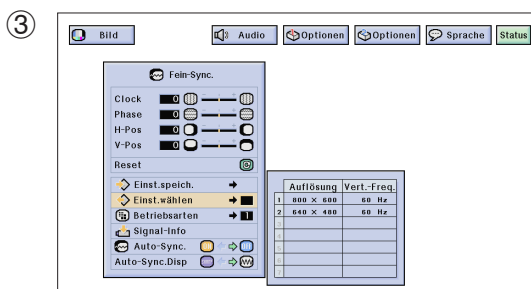 ③
Bild Audio Optionen Optionen Sprache Status
Fein-Sync.
Clock 0
Phase 0
H-Pos 0
V-Pos 0
Reset
Einst.speich.
Einst.wählen
Betriebsarten 1
Signal-Info
Auto-Sync.
Auto-Sync.Disp
Auflösung Vert.-Freq.
1 800 × 600 60 Hz
2 640 × 480 60 Hz
3
4
5
6
7